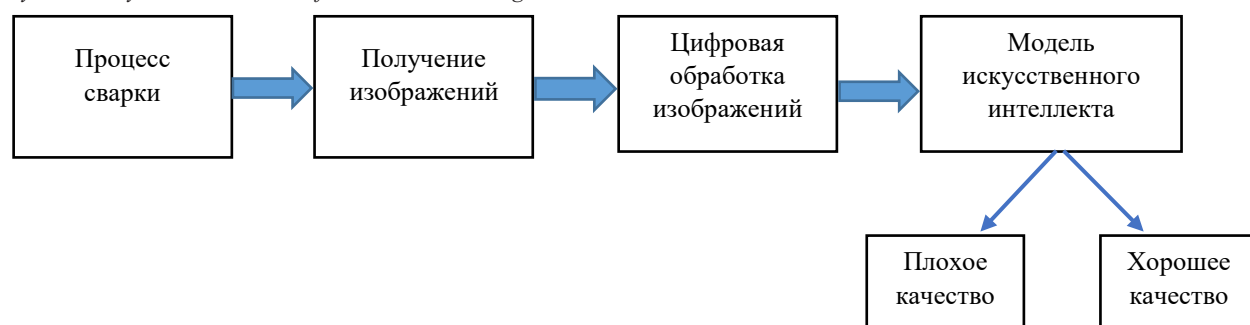 Процесс
сварки
Получение
изображений
Цифровая
обработка
изображений
Модель
искусственного
интеллекта
Плохое
качество
Хорошее
качество